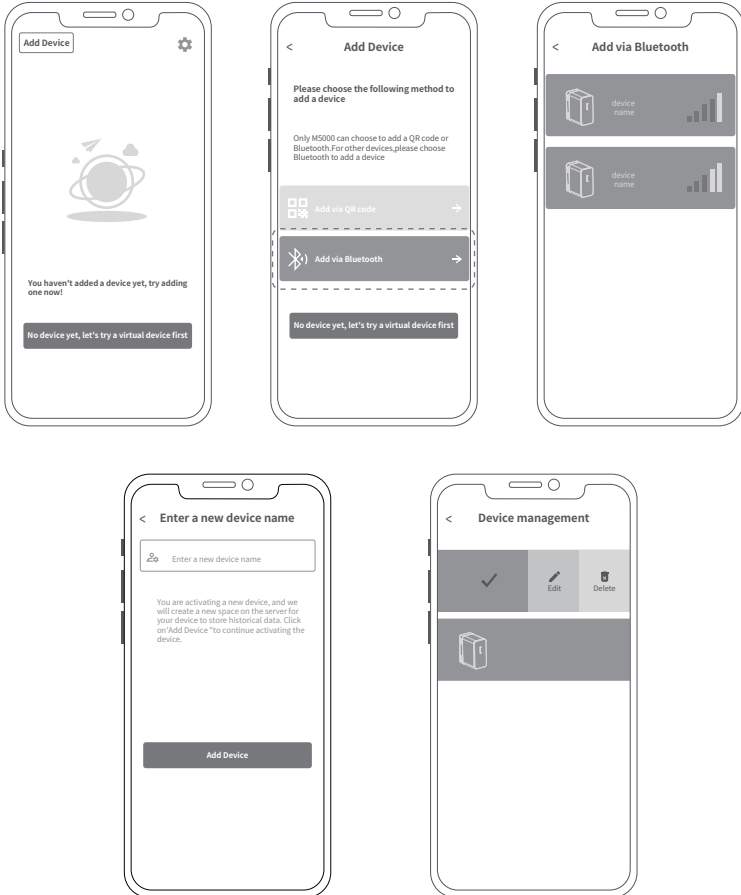 Add Device
You haven't added a device yet, try adding
one now!
No device yet, let's try a virtual device first
<
Add Device
Please choose the following method to
add a device
Only M5000 can choose to add a QR code or
Bluetooth.For other devices,please choose
Bluetooth to add a device
Add via QR code
Add via Bluetooth
No device yet, let's try a virtual device first
<
Add via Bluetooth
device
name
device
name
<
Enter a new device name
Enter a new device name
You are activating a new device, and we
will create a new space on the server for
your device to store historical data. Click
on'Add Device "to continue activating the
device.
Add Device
<
Device management
Edit
Delete